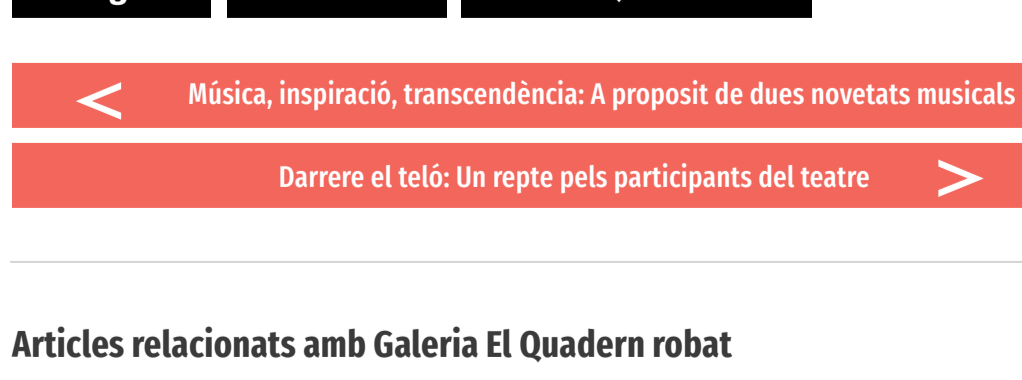 < Música, inspiració, transcendència: A proposit de dues novetats musicals
Darrere el teló: Un repte pels participants del teatre >
Articles relacionats amb Galeria El Quadern robat